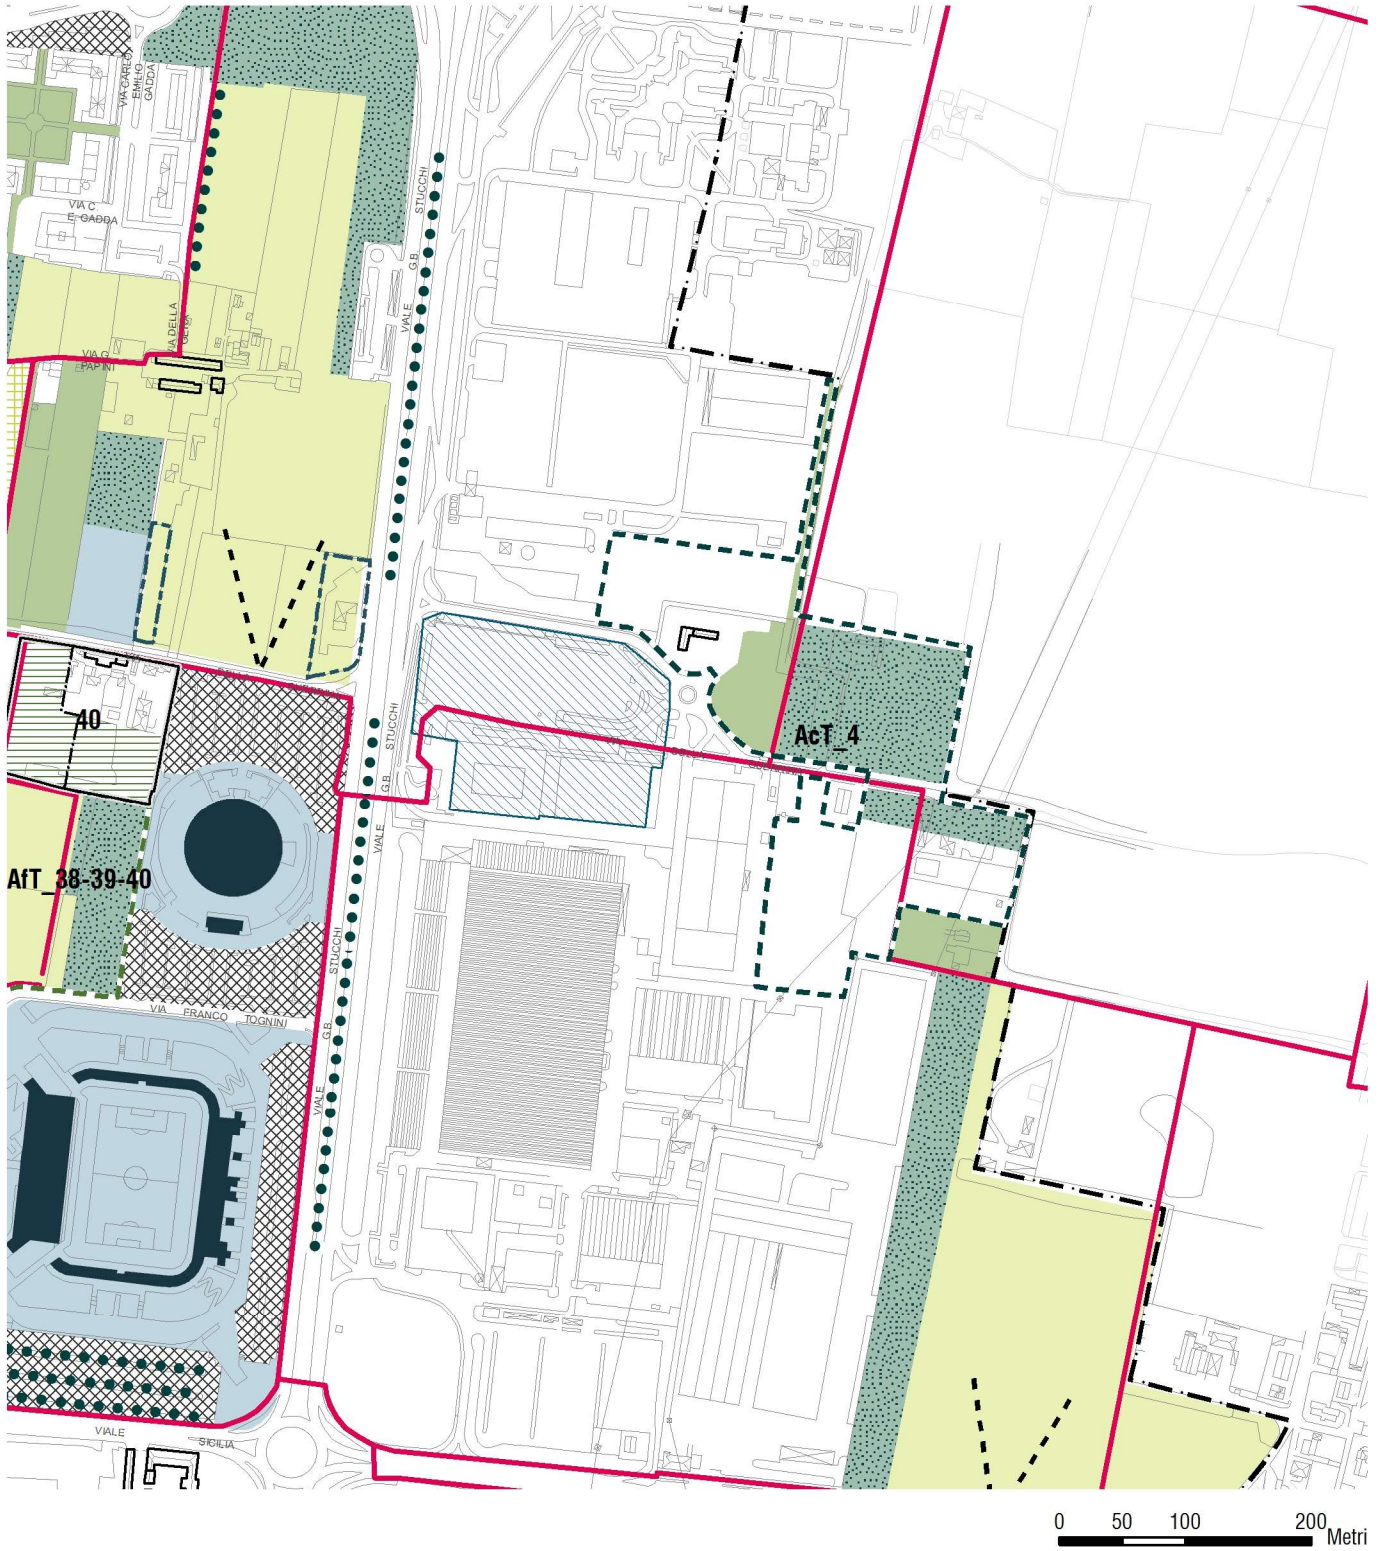 VIA CARLO
EMILIO
GADDA
VIA C.
E. GADDA
STUCCHI
G.B.
VIALE
VIA DELLA
VIA G.
PAPINI
40
STUCCHI
G.B.
VIALE
AcT_4
AfT_38-39-40
STUCCHI
G.B.
VIALE
VIA FRANCO TOGNINI
VIALE SICILIA
0 50 100 200 Metri